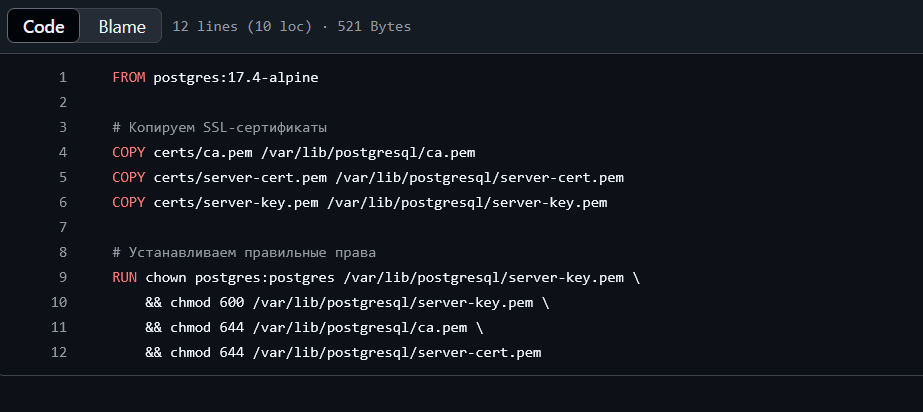 Code Blame 12 lines (10 loc) · 521 Bytes
1 FROM postgres:17.4-alpine
2
3 # Копируем SSL-сертификаты
4 COPY certs/ca.pem /var/lib/postgresql/ca.pem
5 COPY certs/server-cert.pem /var/lib/postgresql/server-cert.pem
6 COPY certs/server-key.pem /var/lib/postgresql/server-key.pem
7
8 # Устанавливаем правильные права
9 RUN chown postgres:postgres /var/lib/postgresql/server-key.pem \
10 && chmod 600 /var/lib/postgresql/server-key.pem \
11 && chmod 644 /var/lib/postgresql/ca.pem \
12 && chmod 644 /var/lib/postgresql/server-cert.pem